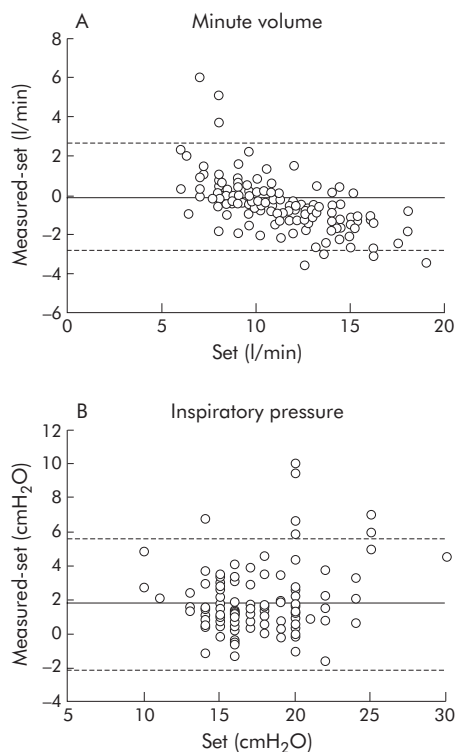 A Minute volume
8
6
4
2
0
−2
−4
−6
Measured-set (l/min)
0 5 10 15 20
Set (l/min)
B Inspiratory pressure
12
10
8
6
4
2
0
−2
−4
Measured-set (cmH₂O)
5 10 15 20 25 30
Set (cmH₂O)